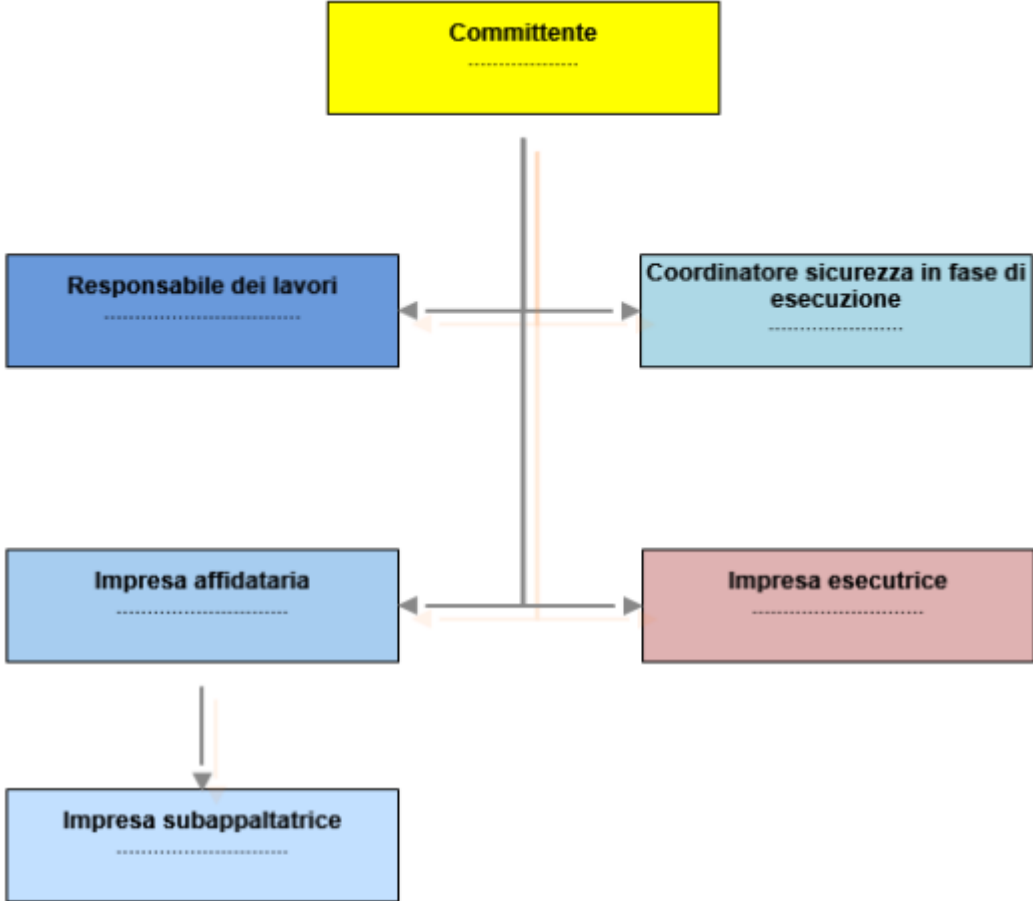 Committente
..................
Responsabile dei lavori
................................
Coordinatore sicurezza in fase di
esecuzione
......................
Impresa affidataria
............................
Impresa esecutrice
............................
Impresa subappaltatrice
............................